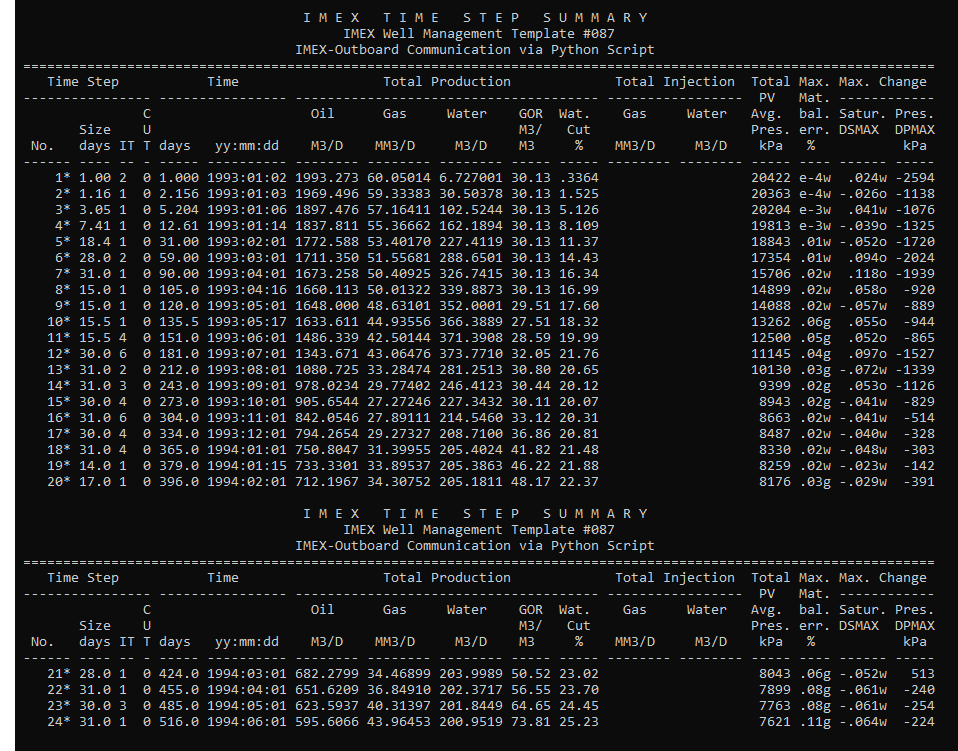 I M E X   T I M E   S T E P   S U M M A R Y
IMEX Well Management Template #087
IMEX-Outboard Communication via Python Script
==================================================================================================================
Time Step Time Total Production Total Injection Total Max. Max. Change
---------------- ---------------- --------------------------------------- ----------------- PV Mat. ------------
C Oil Gas Water GOR Wat. Gas Water Avg. bal. Satur. Pres.
Size U M3/ Cut Pres. err. DSMAX DPMAX
No. days IT T days yy:mm:dd M3/D MM3/D M3/D M3 % MM3/D M3/D kPa % kPa
------ ---- -- - ----- ---------- -------- -------- -------- ----- ----- -------- -------- ----- ---- ------ -----
1* 1.00 2 0 1.000 1993:01:02 1993.273 60.05014 6.727001 30.13 .3364 20422 e-4w .024w -2594
2* 1.16 1 0 2.156 1993:01:03 1969.496 59.33383 30.50378 30.13 1.525 20363 e-4w -.026o -1138
3* 3.05 1 0 5.204 1993:01:06 1897.476 57.16411 102.5244 30.13 5.126 20204 e-3w .041w -1076
4* 7.41 1 0 12.61 1993:01:14 1837.811 55.36662 162.1894 30.13 8.109 19813 e-3w -.039o -1325
5* 18.4 1 0 31.00 1993:02:01 1772.588 53.40170 227.4119 30.13 11.37 18843 .01w -.052o -1720
6* 28.0 2 0 59.00 1993:03:01 1711.350 51.55681 288.6501 30.13 14.43 17354 .01w .094o -2024
7* 31.0 1 0 90.00 1993:04:01 1673.258 50.40925 326.7415 30.13 16.34 15706 .02w .118o -1939
8* 15.0 1 0 105.0 1993:04:16 1660.113 50.01322 339.8873 30.13 16.99 14899 .02w .058o -920
9* 15.0 1 0 120.0 1993:05:01 1648.000 48.63101 352.0001 29.51 17.60 14088 .02w -.057w -889
10* 15.5 1 0 135.5 1993:05:17 1633.611 44.93556 366.3889 27.51 18.32 13262 .06g .055o -944
11* 15.5 4 0 151.0 1993:06:01 1486.339 42.50144 371.3908 28.59 19.99 12500 .05g .052o -865
12* 30.0 6 0 181.0 1993:07:01 1343.671 43.06476 373.7710 32.05 21.76 11145 .04g .097o -1527
13* 31.0 2 0 212.0 1993:08:01 1080.725 33.28474 281.2513 30.80 20.65 10130 .03g -.072w -1339
14* 31.0 3 0 243.0 1993:09:01 978.0234 29.77402 246.4123 30.44 20.12 9399 .02g .053o -1126
15* 30.0 4 0 273.0 1993:10:01 905.6544 27.27246 227.3432 30.11 20.07 8943 .02g -.041w -829
16* 31.0 6 0 304.0 1993:11:01 842.0546 27.89111 214.5460 33.12 20.31 8663 .02w -.041w -514
17* 30.0 4 0 334.0 1993:12:01 794.2654 29.27327 208.7100 36.86 20.81 8487 .02w -.040w -328
18* 31.0 4 0 365.0 1994:01:01 750.8047 31.39955 205.4024 41.82 21.48 8330 .02w -.048w -303
19* 14.0 1 0 379.0 1994:01:15 733.3301 33.89537 205.3863 46.22 21.88 8259 .02w -.023w -142
20* 17.0 1 0 396.0 1994:02:01 712.1967 34.30752 205.1811 48.17 22.37 8176 .03g -.029w -391
I M E X   T I M E   S T E P   S U M M A R Y
IMEX Well Management Template #087
IMEX-Outboard Communication via Python Script
==================================================================================================================
Time Step Time Total Production Total Injection Total Max. Max. Change
---------------- ---------------- --------------------------------------- ----------------- PV Mat. ------------
C Oil Gas Water GOR Wat. Gas Water Avg. bal. Satur. Pres.
Size U M3/ Cut Pres. err. DSMAX DPMAX
No. days IT T days yy:mm:dd M3/D MM3/D M3/D M3 % MM3/D M3/D kPa % kPa
------ ---- -- - ----- ---------- -------- -------- -------- ----- ----- -------- -------- ----- ---- ------ -----
21* 28.0 1 0 424.0 1994:03:01 682.2799 34.46899 203.9989 50.52 23.02 8043 .06g -.052w 513
22* 31.0 1 0 455.0 1994:04:01 651.6209 36.84910 202.3717 56.55 23.70 7899 .08g -.061w -240
23* 30.0 3 0 485.0 1994:05:01 623.5937 40.31397 201.8449 64.65 24.45 7763 .08g -.061w -254
24* 31.0 1 0 516.0 1994:06:01 595.6066 43.96453 200.9519 73.81 25.23 7621 .11g -.064w -224